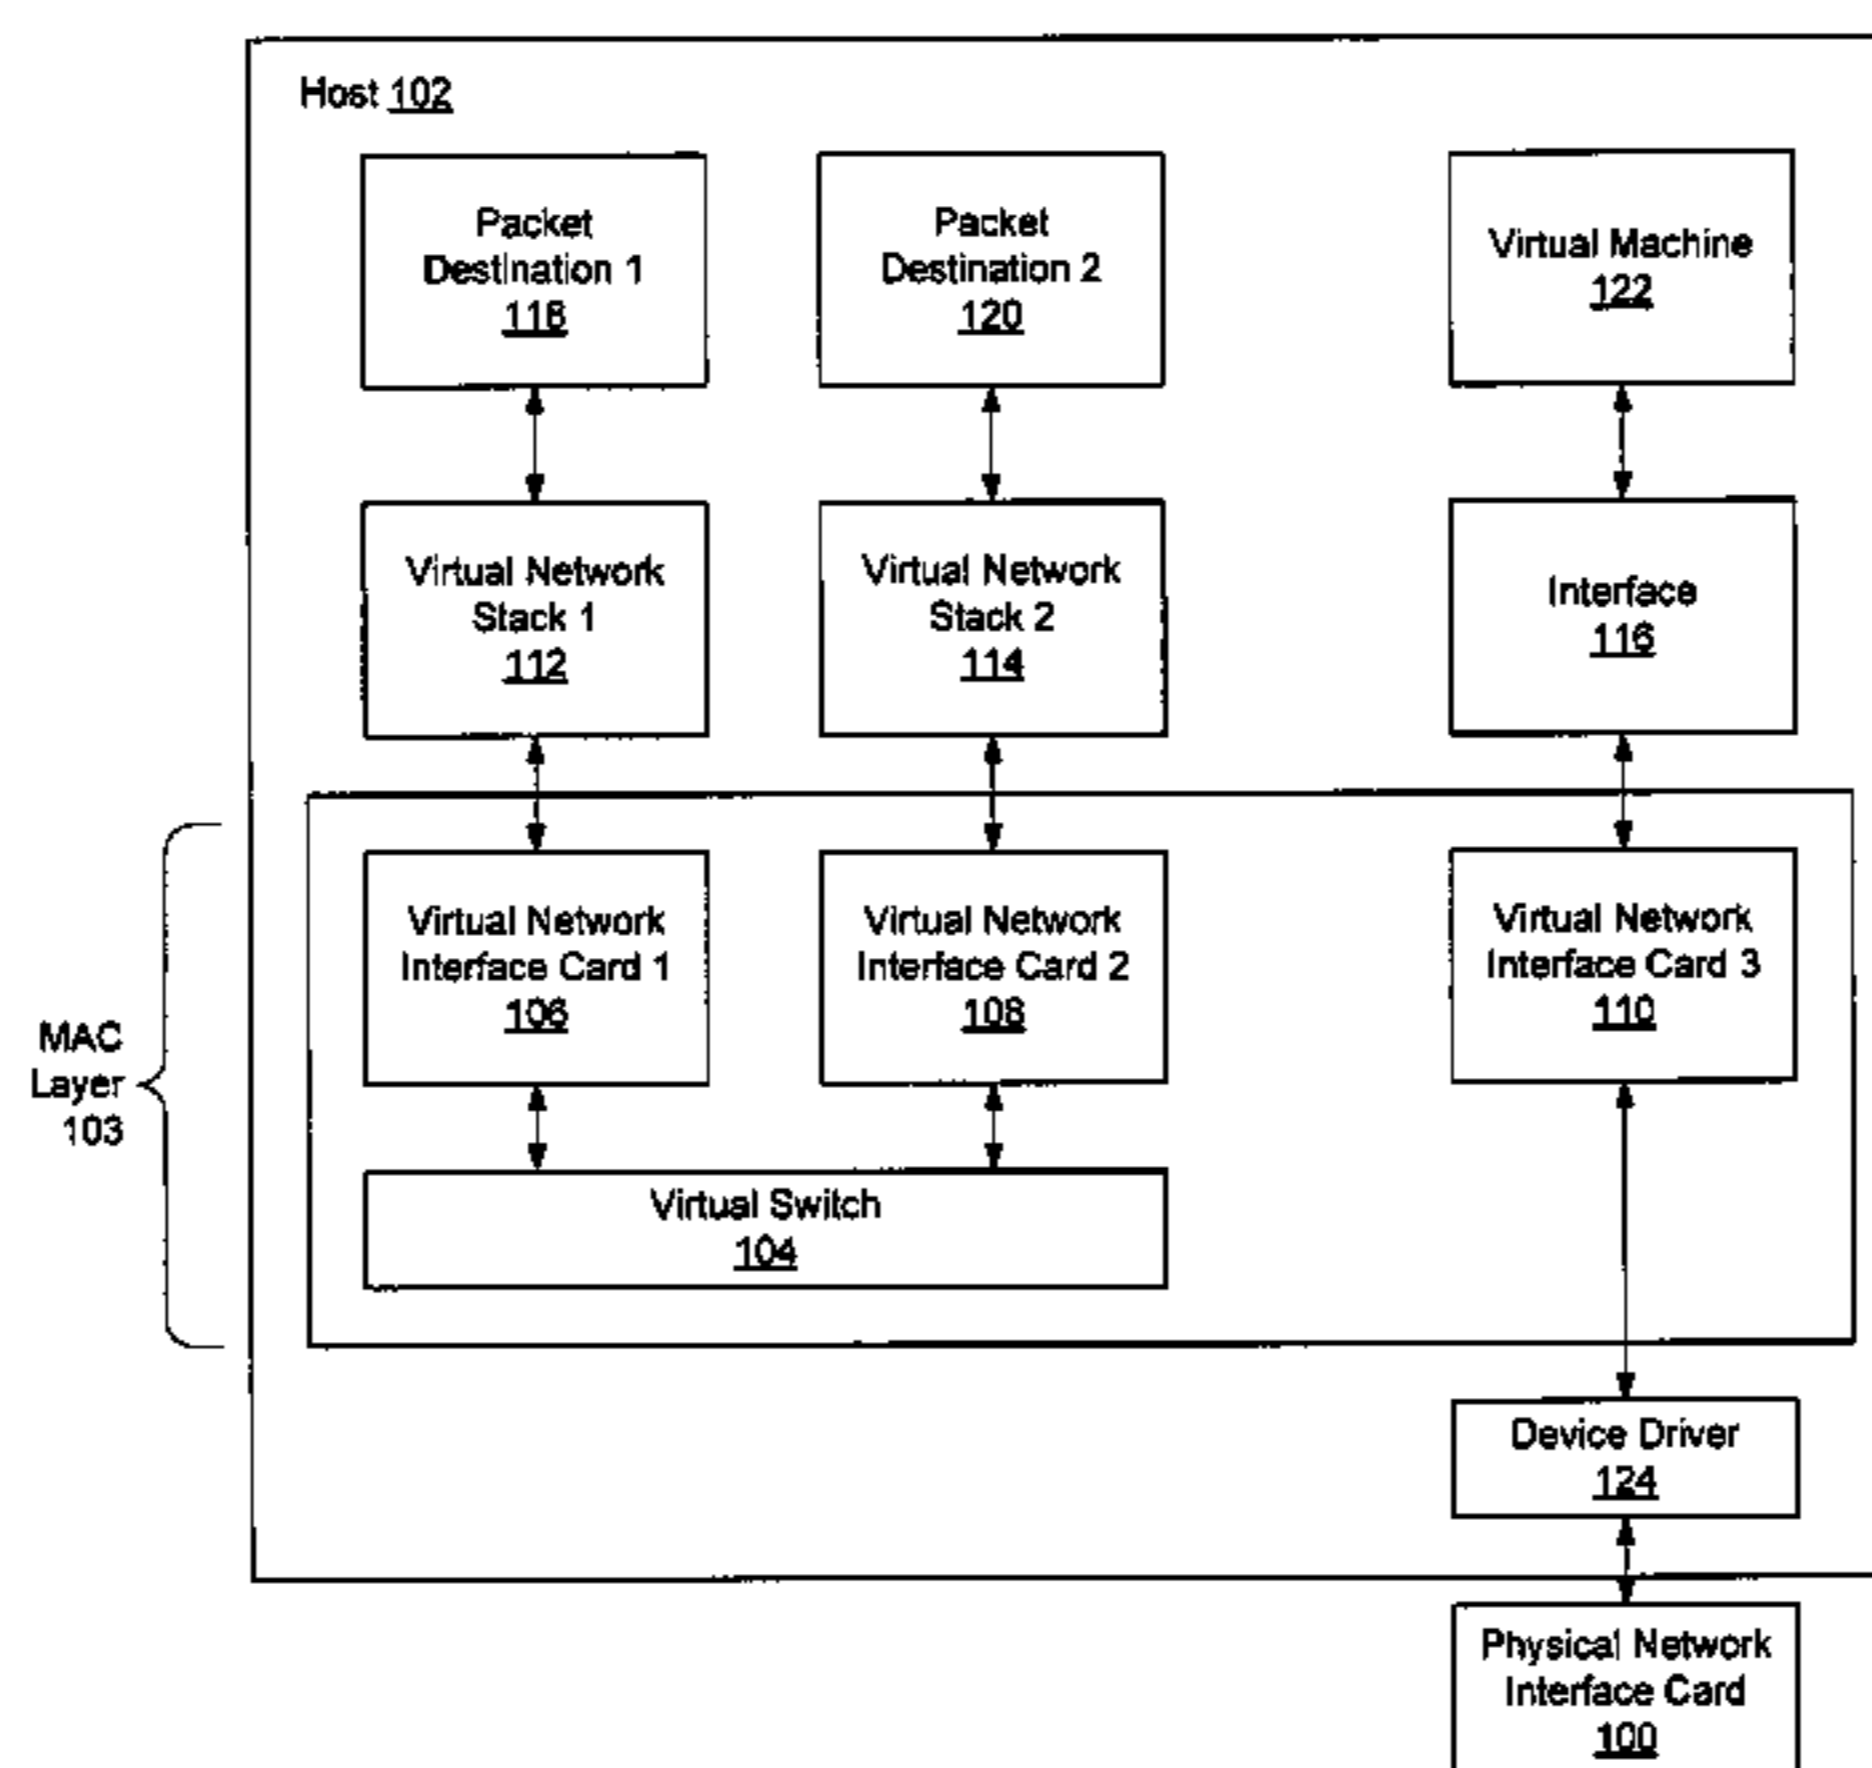 Host 102
Packet
Destination 1
118
Packet
Destination 2
120
Virtual Machine
122
Virtual Network
Stack 1
112
Virtual Network
Stack 2
114
Interface
116
MAC
Layer
103
Virtual Network
Interface Card 1
106
Virtual Network
Interface Card 2
108
Virtual Network
Interface Card 3
110
Virtual Switch
104
Device Driver
124
Physical Network
Interface Card
100